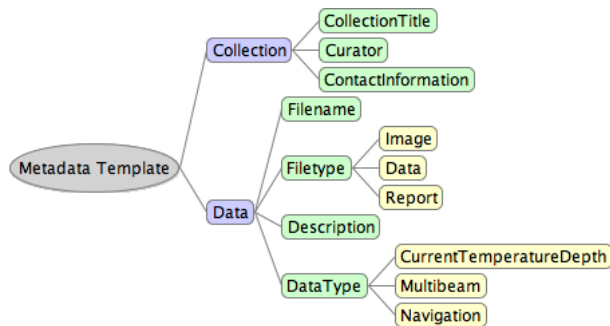 Metadata Template
Collection
CollectionTitle
Curator
ContactInformation
Data
Filename
Filetype
Image
Data
Report
Description
DataType
CurrentTemperatureDepth
Multibeam
Navigation